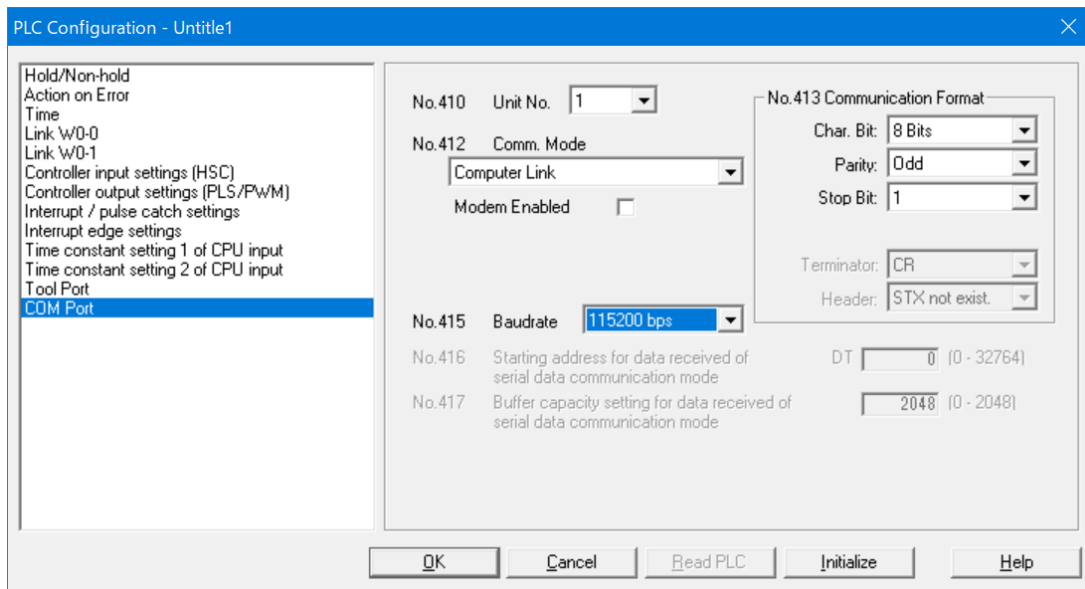 PLC Configuration - Untitle1
Hold/Non-hold
Action on Error
Time
Link W0-0
Link W0-1
Controller input settings (HSC)
Controller output settings (PLS/PWM)
Interrupt / pulse catch settings
Interrupt edge settings
Time constant setting 1 of CPU input
Time constant setting 2 of CPU input
Tool Port
COM Port
No.410 Unit No. 1
No.412 Comm. Mode
Computer Link
Modem Enabled
No.413 Communication Format
Char. Bit: 8 Bits
Parity: Odd
Stop Bit: 1
Terminator: CR
Header: STX not exist.
No.415 Baudrate 115200 bps
No.416 Starting address for data received of
serial data communication mode
DT 0 (0 - 32764)
No.417 Buffer capacity setting for data received of
serial data communication mode
2048 (0 - 2048)
OK Cancel Read PLC Initialize Help